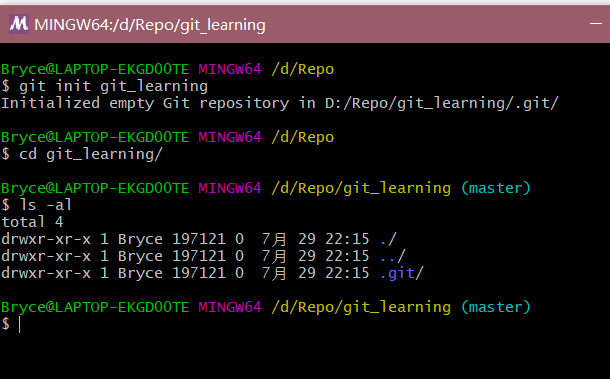 MINGW64:/d/Repo/git_learning
Bryce@LAPTOP-EKGD0OTE MINGW64 /d/Repo
$ git init git_learning
Initialized empty Git repository in D:/Repo/git_learning/.git/
Bryce@LAPTOP-EKGD0OTE MINGW64 /d/Repo
$ cd git_learning/
Bryce@LAPTOP-EKGD0OTE MINGW64 /d/Repo/git_learning (master)
$ ls -al
total 4
drwxr-xr-x 1 Bryce 197121 0  7月 29 22:15 ./
drwxr-xr-x 1 Bryce 197121 0  7月 29 22:15 ../
drwxr-xr-x 1 Bryce 197121 0  7月 29 22:15 .git/
Bryce@LAPTOP-EKGD0OTE MINGW64 /d/Repo/git_learning (master)
$